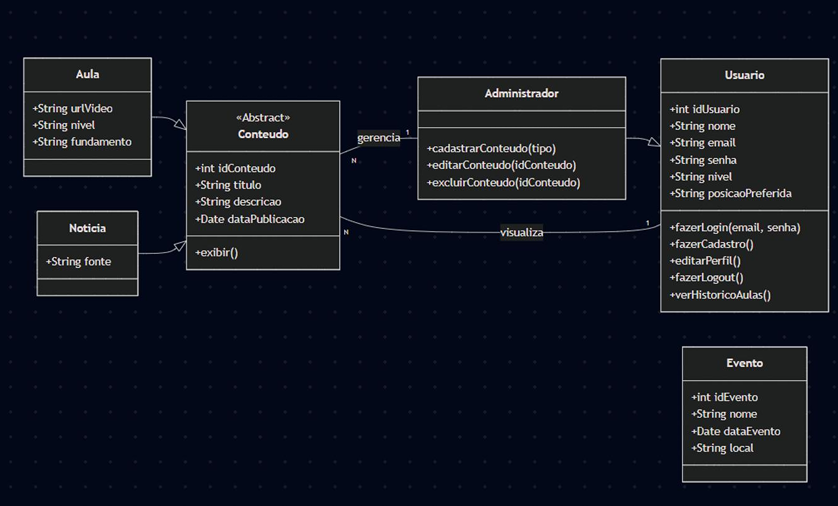 Aula
+String urlVideo
+String nivel
+String fundamento
Noticia
+String fonte
«Abstract»
Conteudo
+int idConteudo
+String titulo
+String descricao
+Date dataPublicacao
+exibir()
gerencia
1
N
visualiza
1
N
Administrador
+cadastrarConteudo(tipo)
+editarConteudo(idConteudo)
+excluirConteudo(idConteudo)
Usuario
+int idUsuario
+String nome
+String email
+String senha
+String nivel
+String posicaoPreferida
+fazerLogin(email, senha)
+fazerCadastro()
+editarPerfil()
+fazerLogout()
+verHistoricoAulas()
Evento
+int idEvento
+String nome
+Date dataEvento
+String local